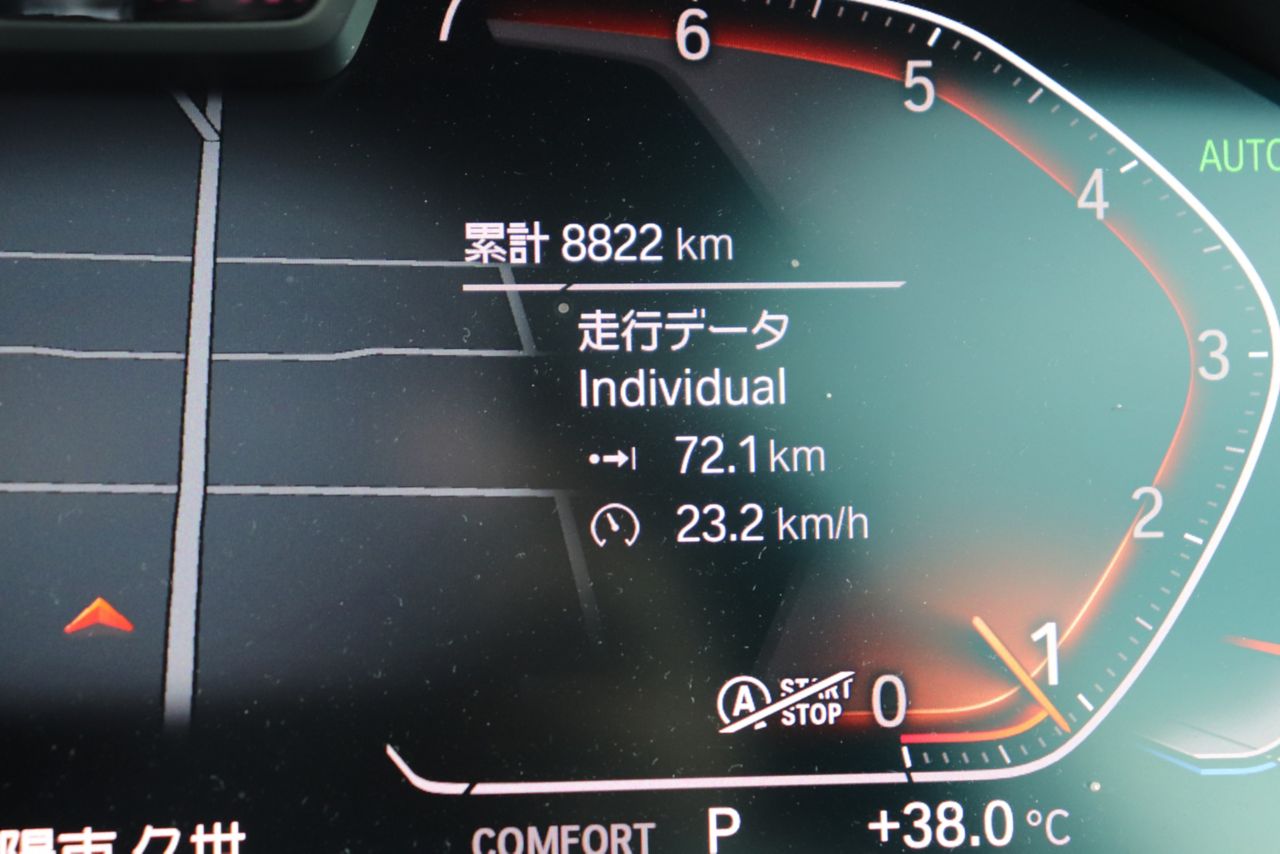 6
5
AUTO
4
累計 8822 km
走行データ
3
Individual
72.1 km
2
23.2 km/h
1
A START STOP
0
COMFORT P +38.0 °C